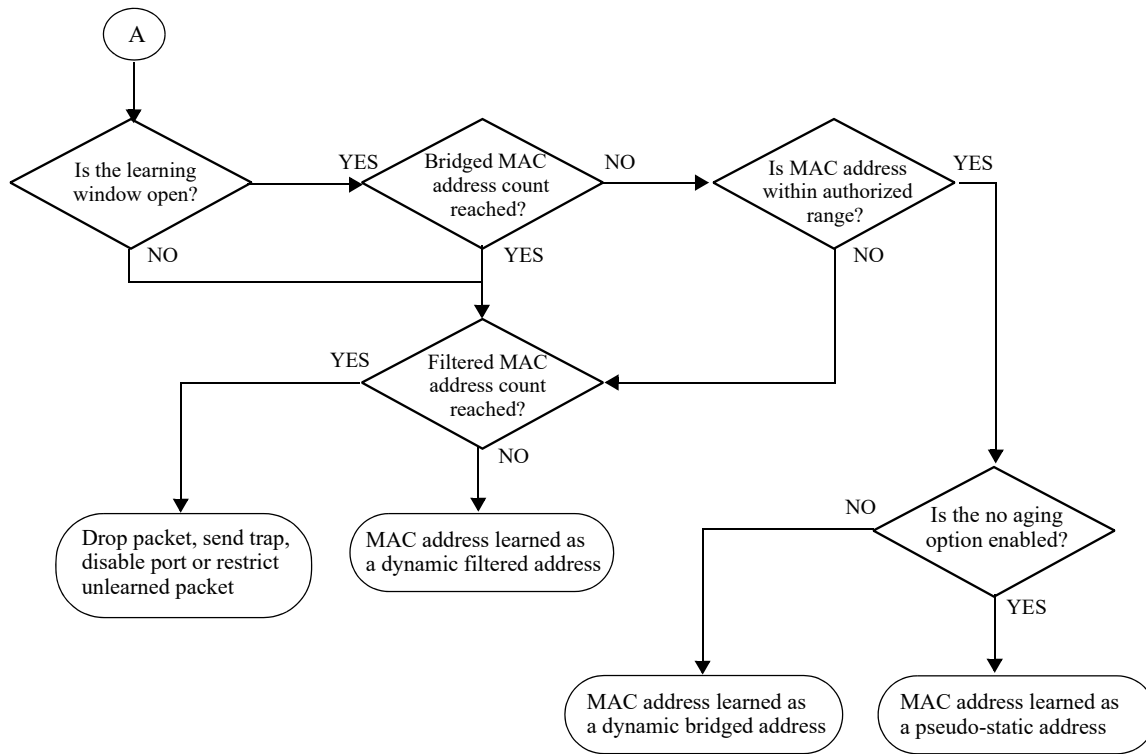 A
Is the learning
window open?
YES
NO
Bridged MAC
address count
reached?
NO
YES
Is MAC address
within authorized
range?
YES
NO
Filtered MAC
address count
reached?
YES
NO
Drop packet, send trap,
disable port or restrict
unlearned packet
MAC address learned as
a dynamic filtered address
Is the no aging
option enabled?
NO
YES
MAC address learned as
a dynamic bridged address
MAC address learned as
a pseudo-static address